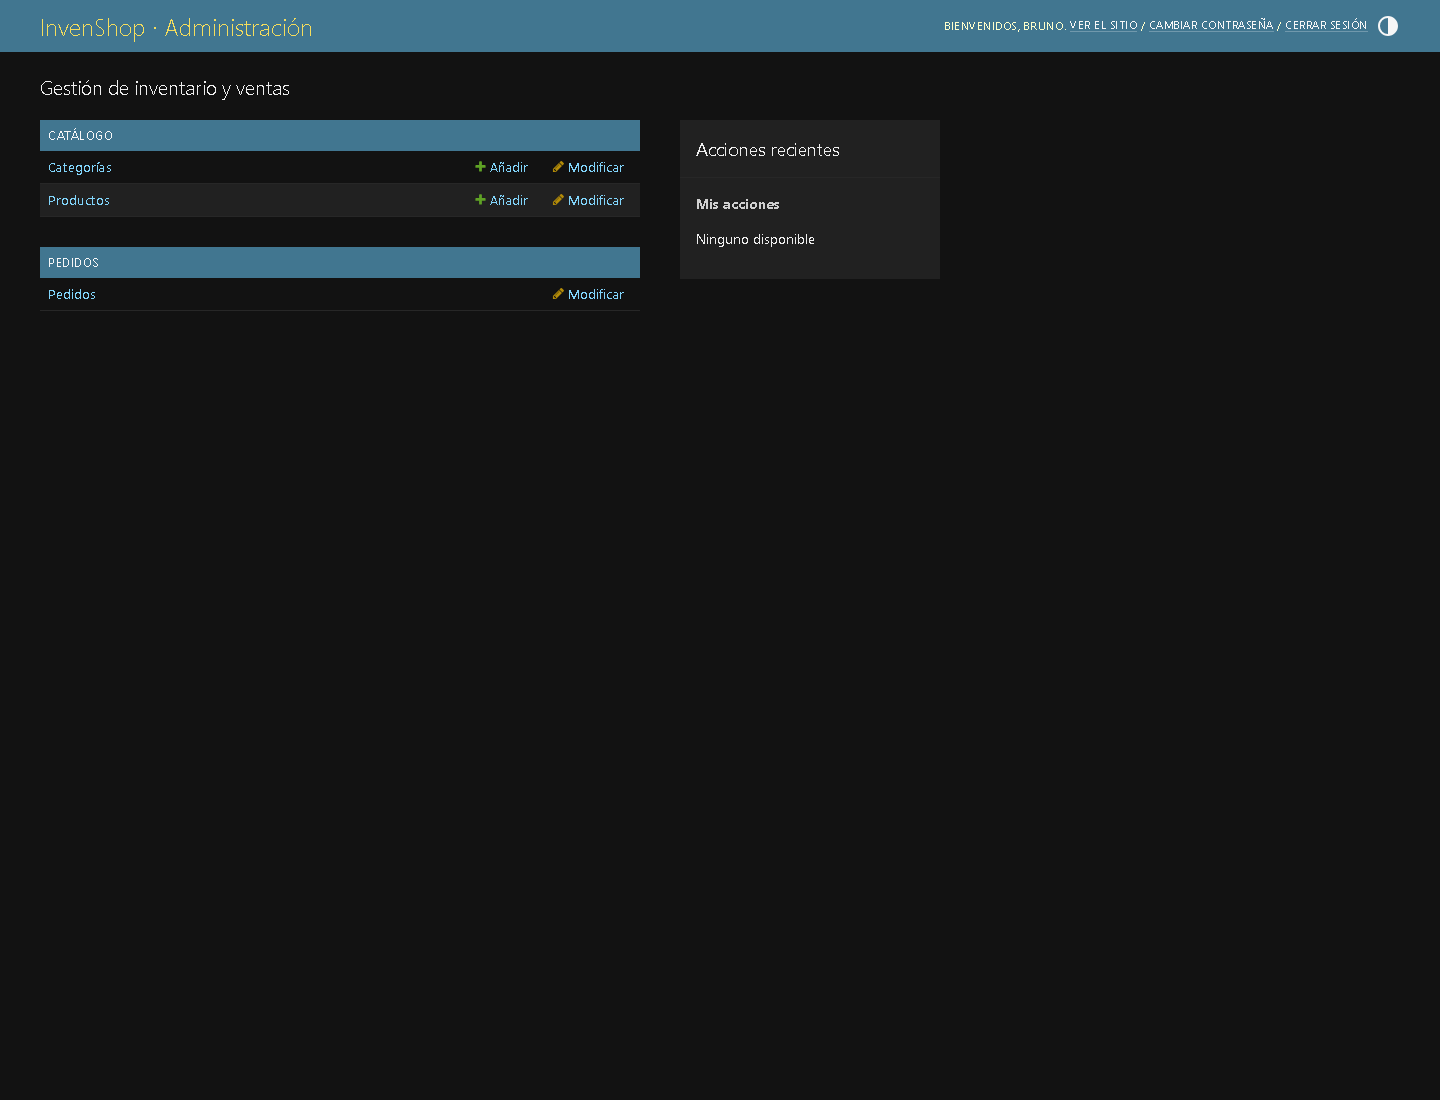 InvenShop · Administración
BIENVENIDOS, BRUNO. VER EL SITIO / CAMBIAR CONTRASEÑA / CERRAR SESIÓN
Gestión de inventario y ventas
CATÁLOGO
Categorías Añadir Modificar
Productos Añadir Modificar
PEDIDOS
Pedidos Modificar
Acciones recientes
Mis acciones
Ninguno disponible